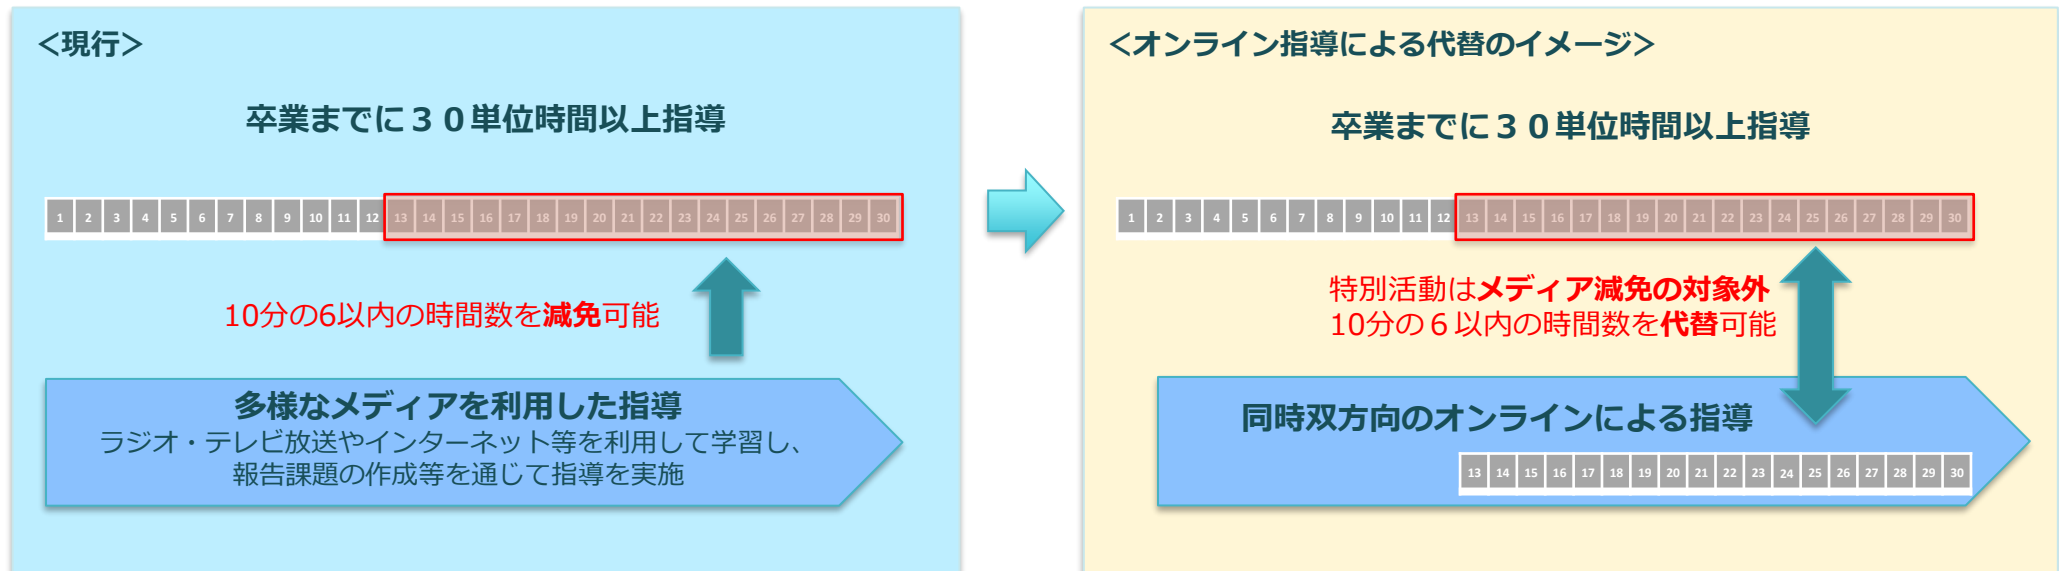 ＜現行＞
卒業までに３０単位時間以上指導
1 2 3 4 5 6 7 8 9 10 11 12 13 14 15 16 17 18 19 20 21 22 23 24 25 26 27 28 29 30
10分の6以内の時間数を減免可能
多様なメディアを利用した指導
ラジオ・テレビ放送やインターネット等を利用して学習し、
報告課題の作成等を通じて指導を実施
＜オンライン指導による代替のイメージ＞
卒業までに３０単位時間以上指導
1 2 3 4 5 6 7 8 9 10 11 12 13 14 15 16 17 18 19 20 21 22 23 24 25 26 27 28 29 30
特別活動はメディア減免の対象外
10分の６以内の時間数を代替可能
同時双方向のオンラインによる指導
13 14 15 16 17 18 19 20 21 22 23 24 25 26 27 28 29 30